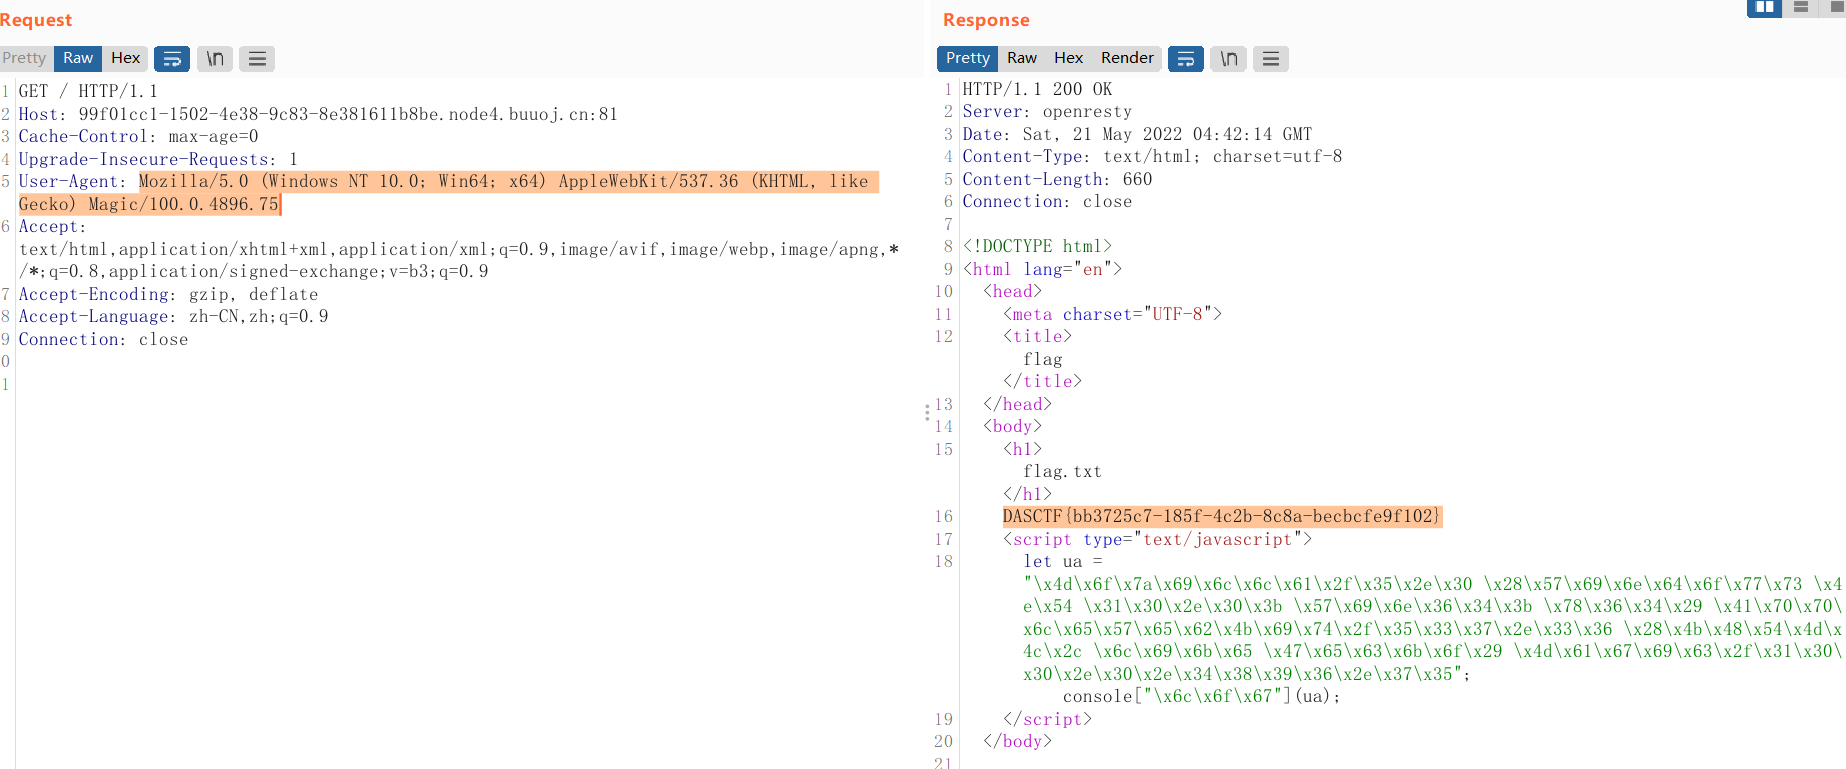 Request
Pretty Raw Hex \n
1 GET / HTTP/1.1
2 Host: 99f01cc1-1502-4e38-9c83-8e381611b8be.node4.buuoj.cn:81
3 Cache-Control: max-age=0
4 Upgrade-Insecure-Requests: 1
5 User-Agent: Mozilla/5.0 (Windows NT 10.0; Win64; x64) AppleWebKit/537.36 (KHTML, like
Gecko) Magic/100.0.4896.75
6 Accept:
text/html,application/xhtml+xml,application/xml;q=0.9,image/avif,image/webp,image/apng,*
/*;q=0.8,application/signed-exchange;v=b3;q=0.9
7 Accept-Encoding: gzip, deflate
8 Accept-Language: zh-CN,zh;q=0.9
9 Connection: close
0
1
Response
Pretty Raw Hex Render \n
1 HTTP/1.1 200 OK
2 Server: openresty
3 Date: Sat, 21 May 2022 04:42:14 GMT
4 Content-Type: text/html; charset=utf-8
5 Content-Length: 660
6 Connection: close
7
8 <!DOCTYPE html>
9 <html lang="en">
10 <head>
11 <meta charset="UTF-8">
12 <title>
flag
</title>
13 </head>
14 <body>
15 <h1>
flag.txt
</h1>
16 DASCTF{bb3725c7-185f-4c2b-8c8a-becbcfe9f102}
17 <script type="text/javascript">
18 let ua =
"\x4d\x6f\x7a\x69\x6c\x6c\x61\x2f\x35\x2e\x30 \x28\x57\x69\x6e\x64\x6f\x77\x73 \x4
e\x54 \x31\x30\x2e\x30\x3b \x57\x69\x6e\x36\x34\x3b \x78\x36\x34\x29 \x41\x70\x70\
x6c\x65\x57\x65\x62\x4b\x69\x74\x2f\x35\x33\x37\x2e\x33\x36 \x28\x4b\x48\x54\x4d\x
4c\x2c \x6c\x69\x6b\x65 \x47\x65\x63\x6b\x6f\x29 \x4d\x61\x67\x69\x63\x2f\x31\x30\
x30\x2e\x30\x2e\x34\x38\x39\x36\x2e\x37\x35";
console["\x6c\x6f\x67"](ua);
19 </script>
20 </body>
21